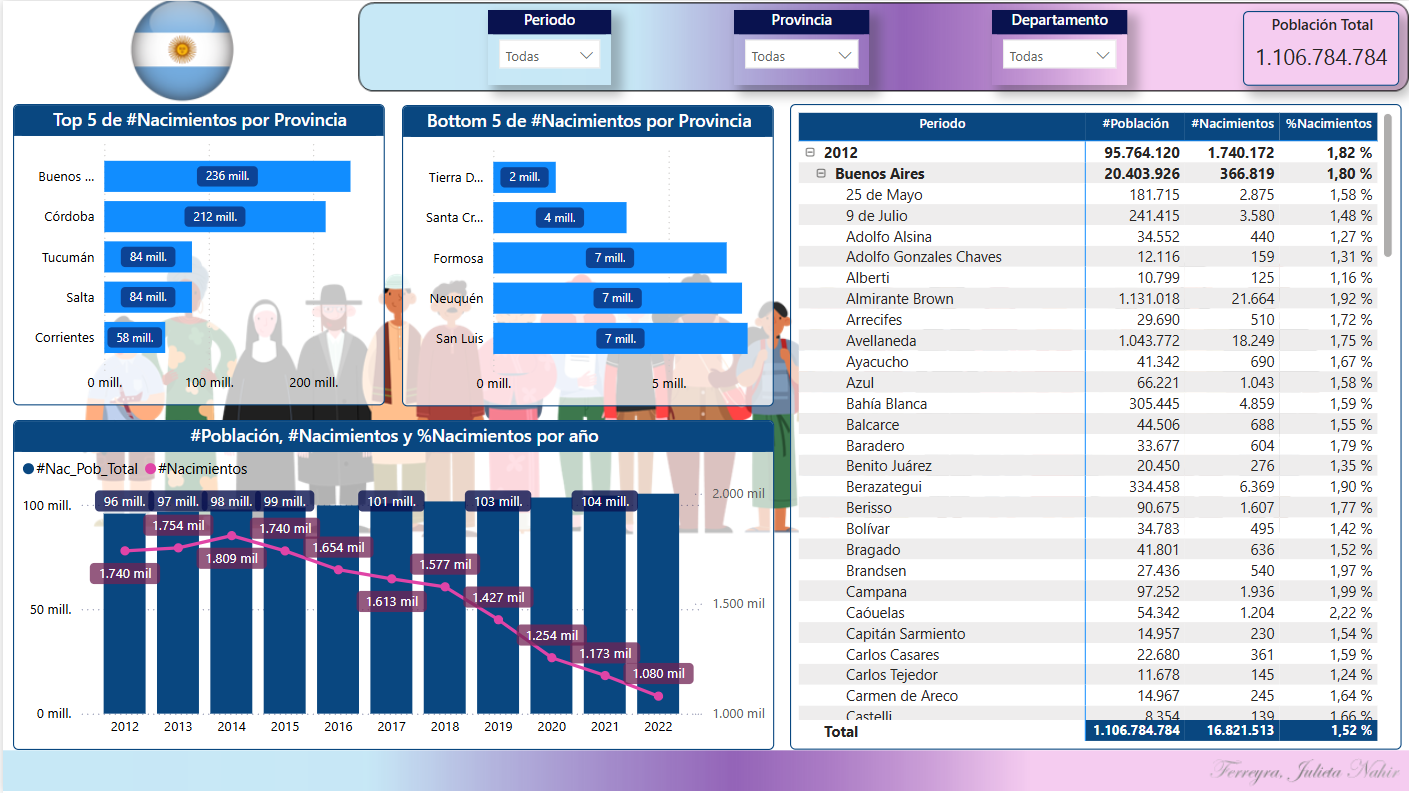 Periodo
Todas
Provincia
Todas
Departamento
Todas
Población Total
1.106.784.784
Top 5 de #Nacimientos por Provincia
Buenos ... 236 mill.
Córdoba 212 mill.
Tucumán 84 mill.
Salta 84 mill.
Corrientes 58 mill.
0 mill. 100 mill. 200 mill.
Bottom 5 de #Nacimientos por Provincia
Tierra D... 2 mill.
Santa Cr... 4 mill.
Formosa 7 mill.
Neuquén 7 mill.
San Luis 7 mill.
0 mill. 5 mill.
#Población, #Nacimientos y %Nacimientos por año
#Nac_Pob_Total #Nacimientos
100 mill. 96 mill. 97 mill. 98 mill. 99 mill. 101 mill. 103 mill. 104 mill. 2.000 mil
1.740 mil 1.754 mil 1.809 mil 1.740 mil 1.654 mil 1.613 mil 1.577 mil 1.427 mil 1.254 mil 1.173 mil 1.080 mil
50 mill. 1.500 mil
0 mill. 1.000 mil
2012 2013 2014 2015 2016 2017 2018 2019 2020 2021 2022
Periodo #Población #Nacimientos %Nacimientos
2012 95.764.120 1.740.172 1,82 %
Buenos Aires 20.403.926 366.819 1,80 %
25 de Mayo 181.715 2.875 1,58 %
9 de Julio 241.415 3.580 1,48 %
Adolfo Alsina 34.552 440 1,27 %
Adolfo Gonzales Chaves 12.116 159 1,31 %
Alberti 10.799 125 1,16 %
Almirante Brown 1.131.018 21.664 1,92 %
Arrecifes 29.690 510 1,72 %
Avellaneda 1.043.772 18.249 1,75 %
Ayacucho 41.342 690 1,67 %
Azul 66.221 1.043 1,58 %
Bahía Blanca 305.445 4.859 1,59 %
Balcarce 44.506 688 1,55 %
Baradero 33.677 604 1,79 %
Benito Juárez 20.450 276 1,35 %
Berazategui 334.458 6.369 1,90 %
Berisso 90.675 1.607 1,77 %
Bolívar 34.783 495 1,42 %
Bragado 41.801 636 1,52 %
Brandsen 27.436 540 1,97 %
Campana 97.252 1.936 1,99 %
Caóuelas 54.342 1.204 2,22 %
Capitán Sarmiento 14.957 230 1,54 %
Carlos Casares 22.680 361 1,59 %
Carlos Tejedor 11.678 145 1,24 %
Carmen de Areco 14.967 245 1,64 %
Castelli 8.354 139 1,66 %
Total 1.106.784.784 16.821.513 1,52 %
Ferreyra, Julieta Nahir